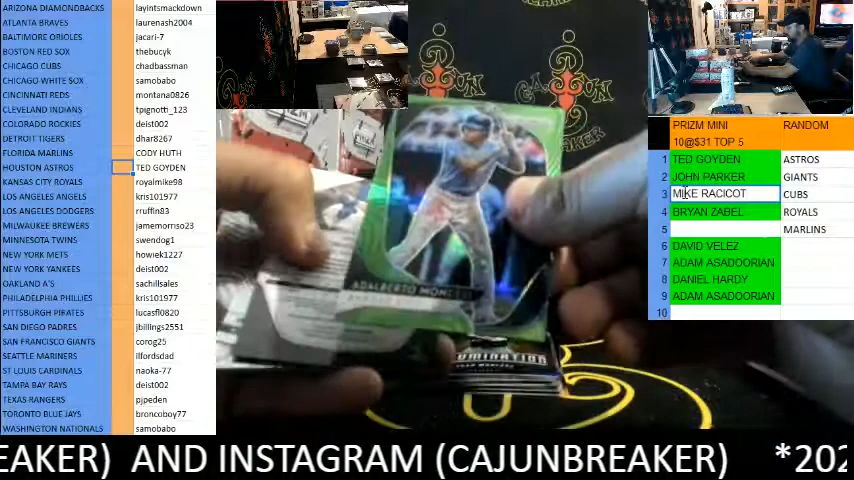 ARIZONA DIAMONDBACKS layintsmackdown
ATLANTA BRAVES laurenash2004
BALTIMORE ORIOLES jacari-7
BOSTON RED SOX thebucyk
CHICAGO CUBS chadbassman
CHICAGO WHITE SOX samobabo
CINCINNATI REDS montana0826
CLEVELAND INDIANS tpignotti_123
COLORADO ROCKIES deist002
DETROIT TIGERS dhar8267
FLORIDA MARLINS CODY HUTH
HOUSTON ASTROS TED GOYDEN
KANSAS CITY ROYALS royalmike98
LOS ANGELES ANGELS kris101977
LOS ANGELES DODGERS rruffin83
MILWAUKEE BREWERS jamemorriso23
MINNESOTA TWINS swendog1
NEW YORK METS howiek1227
NEW YORK YANKEES deist002
OAKLAND A'S sachillsales
PHILADELPHIA PHILLIES kris101977
PITTSBURGH PIRATES lucasfl0820
SAN DIEGO PADRES jbillings2551
SAN FRANCISCO GIANTS corog25
SEATTLE MARINERS ilfordsdad
ST LOUIS CARDINALS naoka-77
TAMPA BAY RAYS deist002
TEXAS RANGERS pjpeden
TORONTO BLUE JAYS broncoboy77
WASHINGTON NATIONALS samobabo
ADALBERTO
PRIZM MINI RANDOM
10@$31 TOP 5
1 TED GOYDEN ASTROS
2 JOHN PARKER GIANTS
3 MIKE RACICOT CUBS
4 BRYAN ZABEL ROYALS
5 MARLINS
6 DAVID VELEZ
7 ADAM ASADOORIAN
8 DANIEL HARDY
9 ADAM ASADOORIAN
10
EAKER) AND INSTAGRAM (CAJUNBREAKER) *202